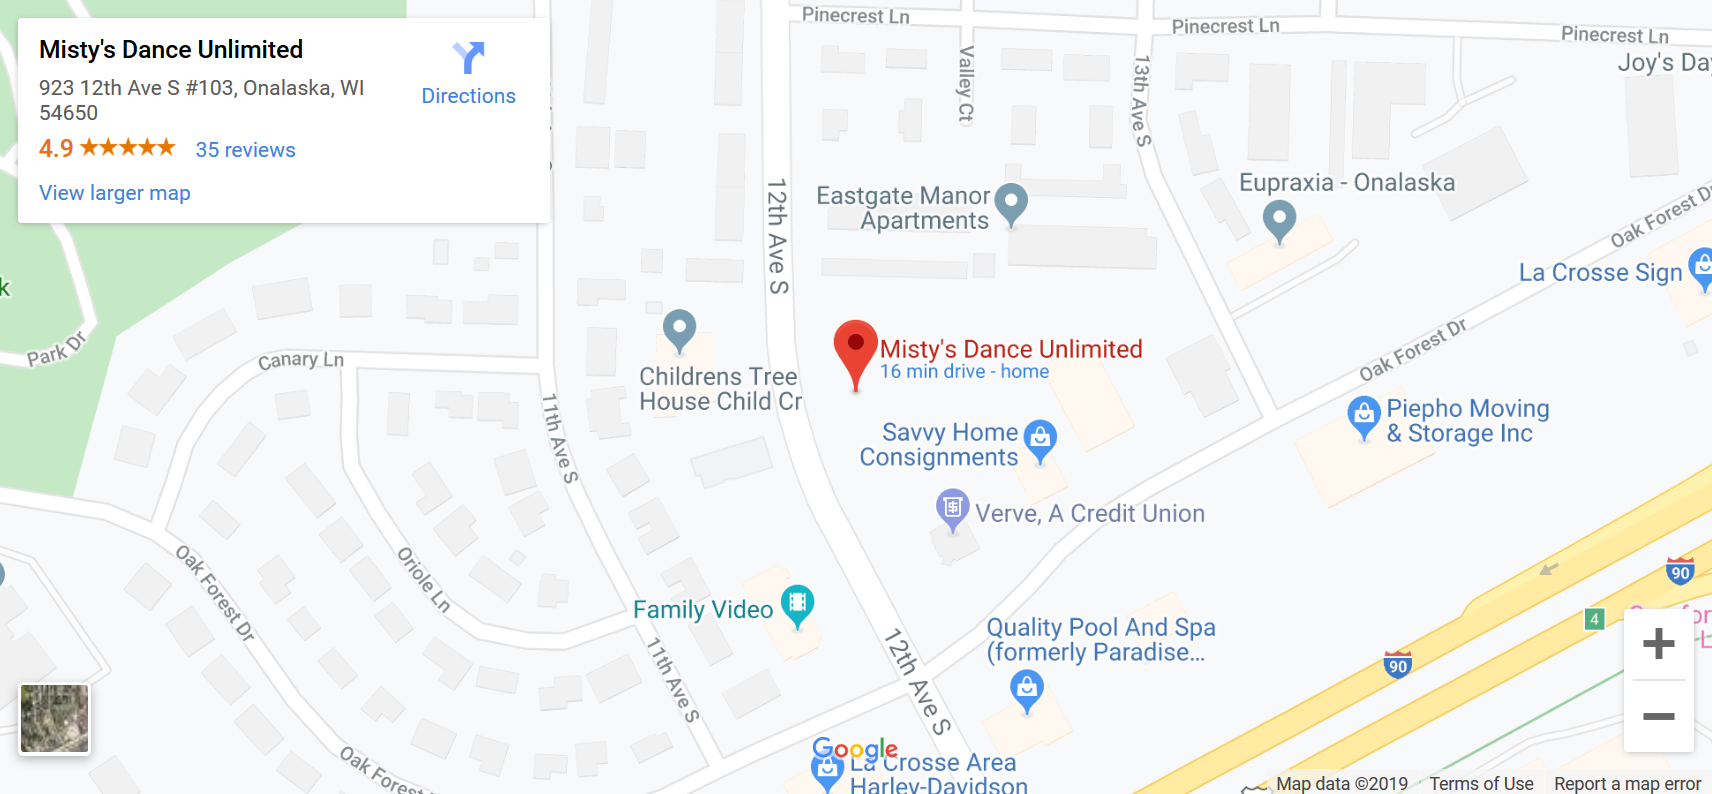 Misty's Dance Unlimited
923 12th Ave S #103, Onalaska, WI
54650
4.9
35 reviews
View larger map
Directions
Pinecrest Ln
Pinecrest Ln
Pinecrest Ln
Valley Ct
13th Ave S
12th Ave S
Joy's Da
Eupraxia - Onalaska
Eastgate Manor
Apartments
Oak Forest Dr
La Crosse Sign
k
Park Dr
Canary Ln
Childrens Tree
House Child Cr
Misty's Dance Unlimited
16 min drive - home
Oak Forest Dr
Piepho Moving
& Storage Inc
11th Ave S
Savvy Home
Consignments
Verve, A Credit Union
Oak Forest Dr
Oriole Ln
Family Video
90
4
90
Quality Pool And Spa
(formerly Paradise...
11th Ave S
12th Ave S
Oak Forest
Google
La Crosse Area
Harley-Davidson
Map data ©2019
Terms of Use
Report a map error